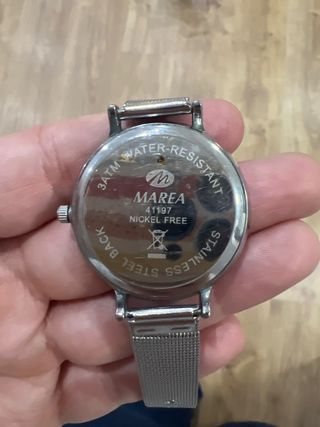 3ATM WATER-RESISTANT
M
MAREA
41197
NICKEL FREE
STAINLESS STEEL BACK